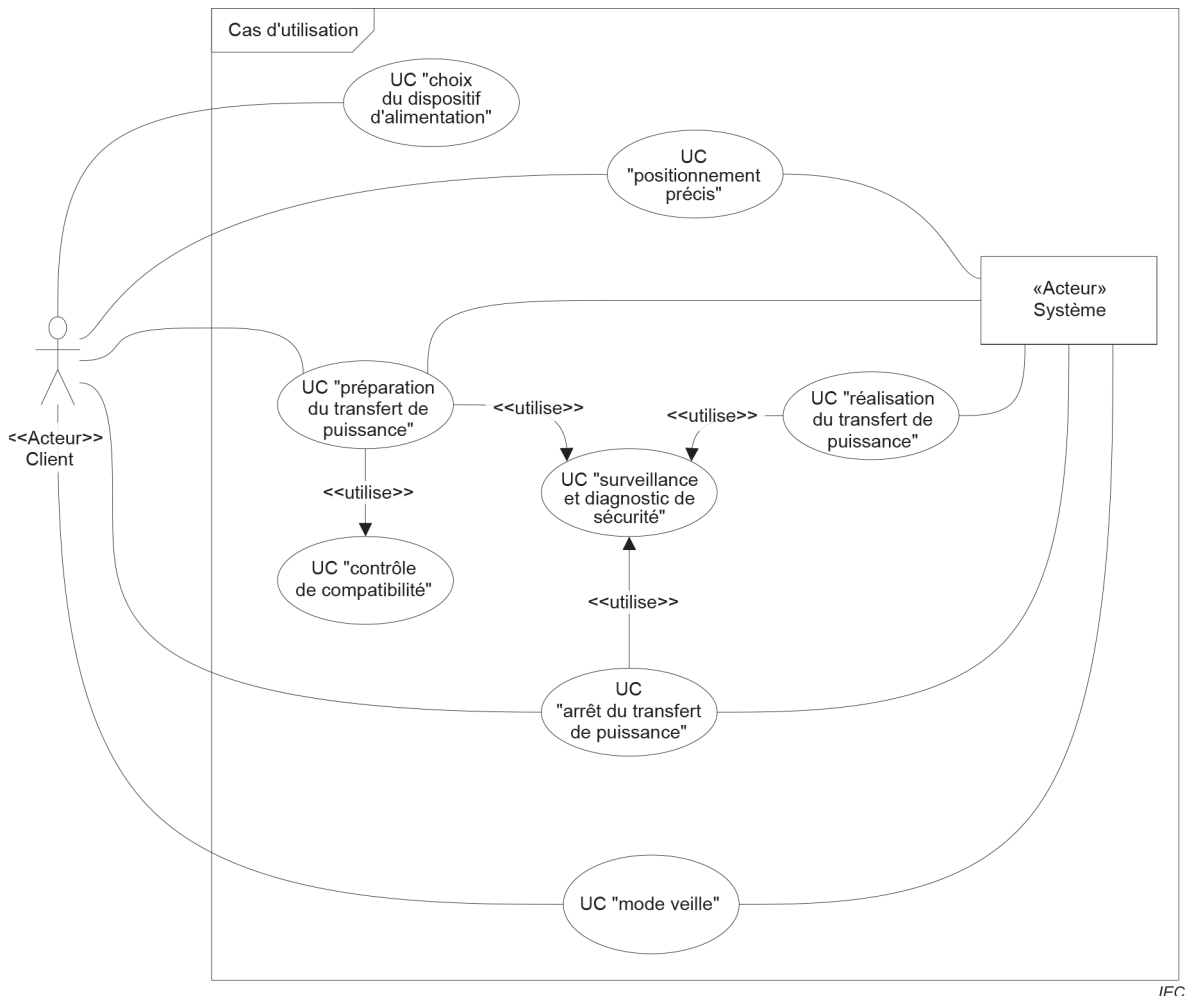 Cas d'utilisation
UC "choix
du dispositif
d'alimentation"
UC
"positionnement
précis"
«Acteur»
Système
<<Acteur>>
Client
UC "préparation
du transfert de
puissance"
<<utilise>>
<<utilise>>
UC "réalisation
du transfert de
puissance"
UC "surveillance
et diagnostic de
sécurité"
<<utilise>>
UC "contrôle
de compatibilité"
<<utilise>>
UC
"arrêt du transfert
de puissance"
UC "mode veille"
IEC